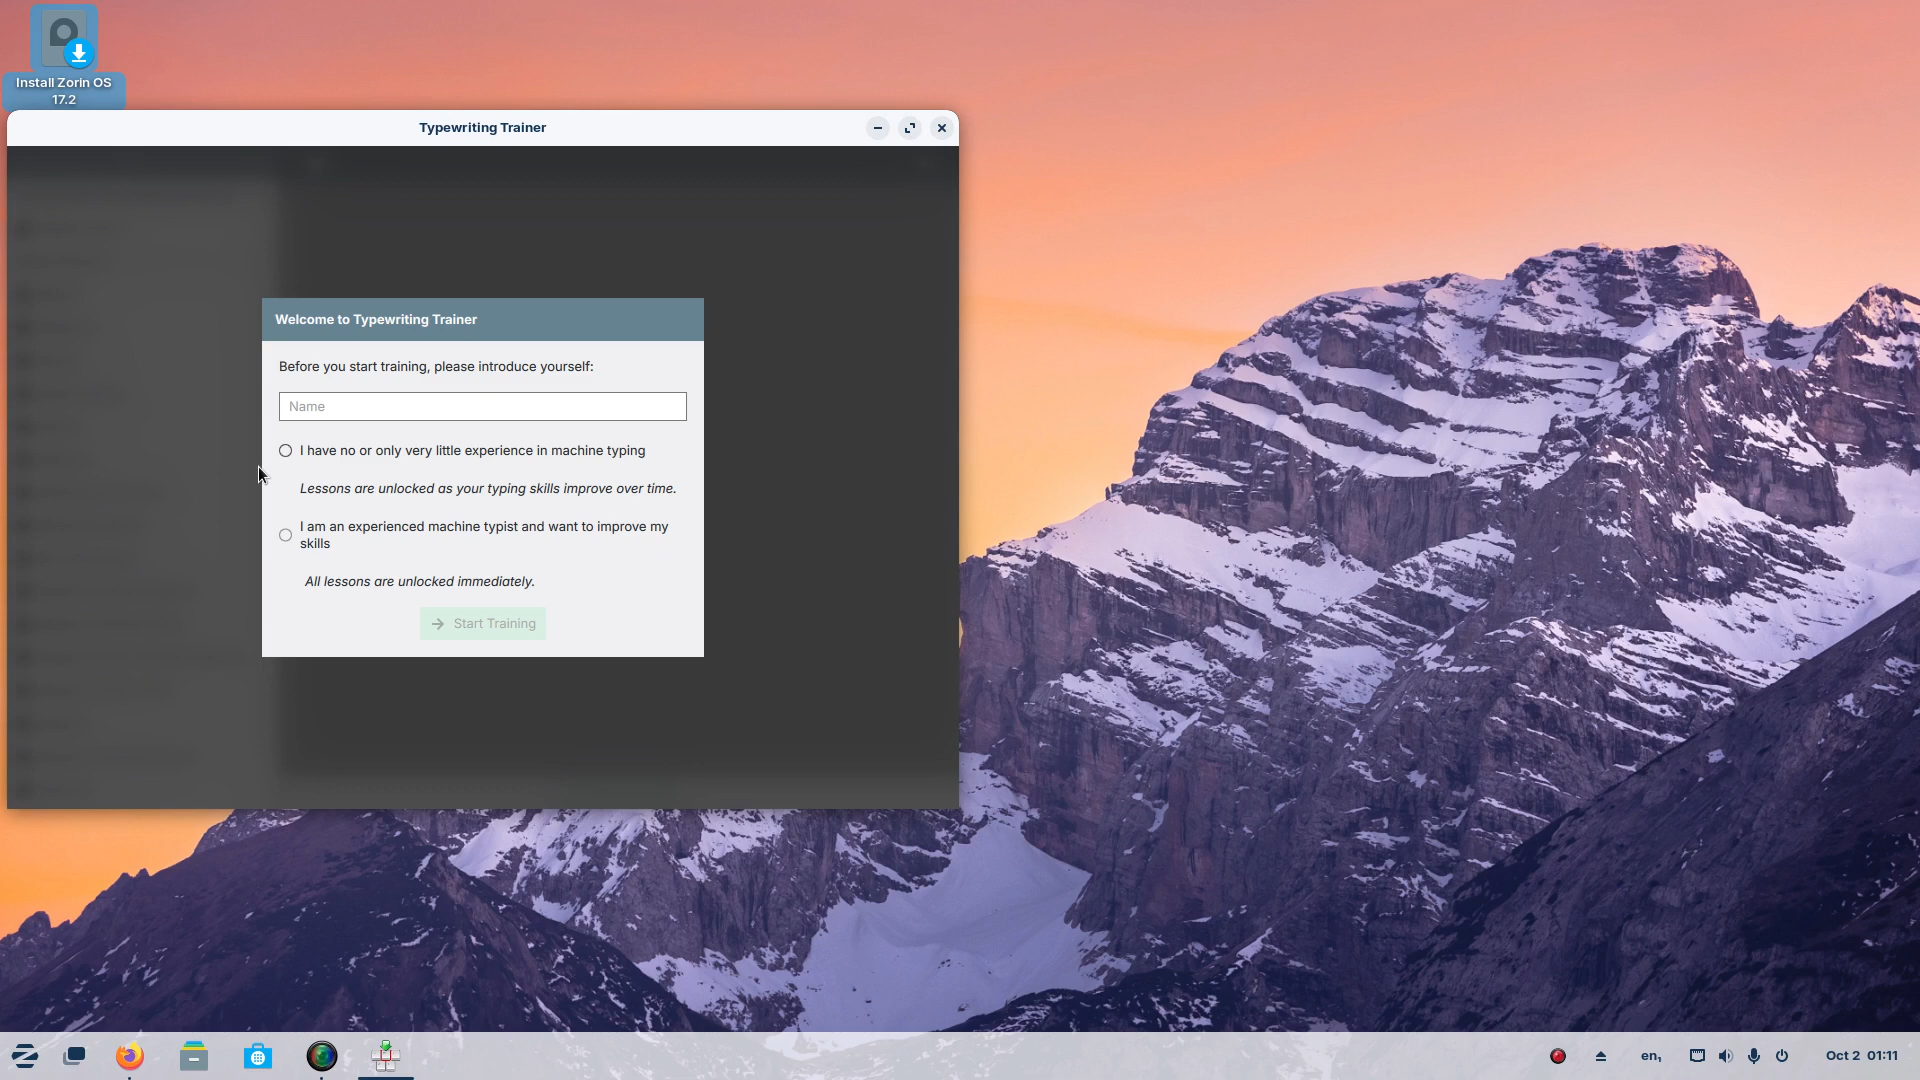 Install Zorin OS
17.2
Typewriting Trainer
Welcome to Typewriting Trainer
Before you start training, please introduce yourself:
Name
I have no or only very little experience in machine typing
Lessons are unlocked as your typing skills improve over time.
I am an experienced machine typist and want to improve my
skills
All lessons are unlocked immediately.
Start Training
en₁
Oct 2 01:11